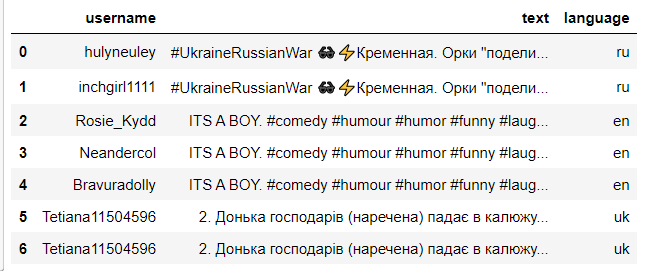 username text language
0 hulyneuley #UkraineRussianWar 🕶⚡Кременная. Орки "подели... ru
1 inchgirl1111 #UkraineRussianWar 🕶⚡Кременная. Орки "подели... ru
2 Rosie_Kydd ITS A BOY. #comedy #humour #humor #funny #laug... en
3 Neandercol ITS A BOY. #comedy #humour #humor #funny #laug... en
4 Bravuradolly ITS A BOY. #comedy #humour #humor #funny #laug... en
5 Tetiana11504596 2. Донька господарів (наречена) падає в калюжу... uk
6 Tetiana11504596 2. Донька господарів (наречена) падає в калюжу... uk